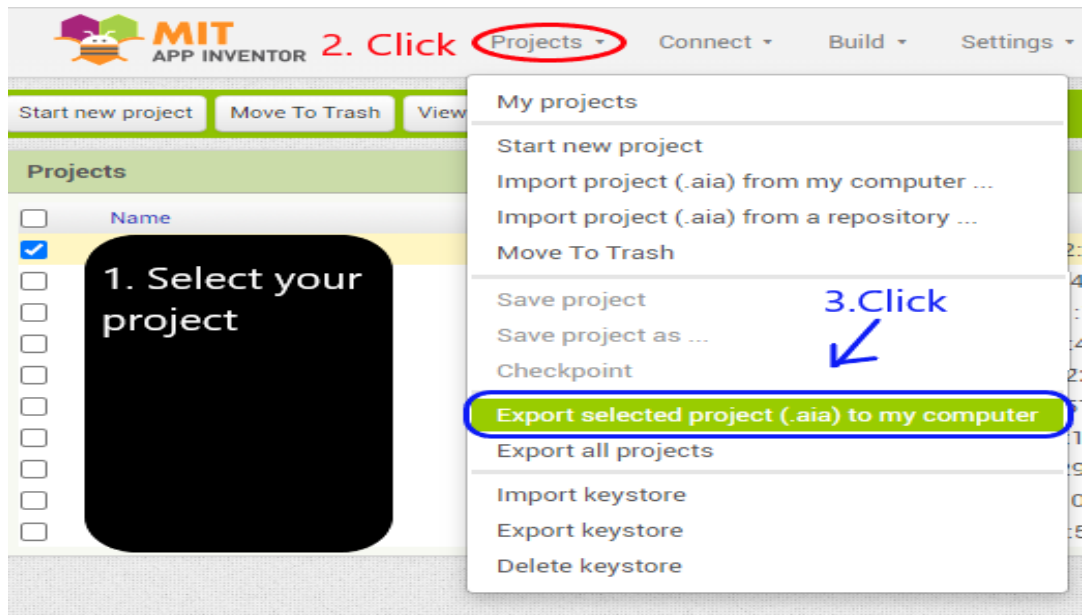 MIT
APP INVENTOR
2. Click
Projects
Connect
Build
Settings
Start new project
Move To Trash
View
My projects
Start new project
Import project (.aia) from my computer ...
Import project (.aia) from a repository ...
Move To Trash
Save project
Save project as ...
Checkpoint
3.Click
Export selected project (.aia) to my computer
Export all projects
Import keystore
Export keystore
Delete keystore
Projects
Name
1. Select your
project